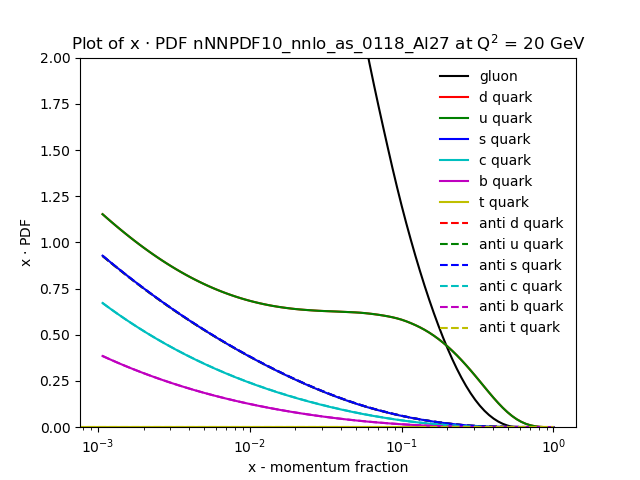 Plot of x · PDF nNNPDF10_nnlo_as_0118_Al27 at Q² = 20 GeV
2.00
1.75
1.50
1.25
1.00
0.75
0.50
0.25
0.00
x · PDF
gluon
d quark
u quark
s quark
c quark
b quark
t quark
anti d quark
anti u quark
anti s quark
anti c quark
anti b quark
anti t quark
10⁻³ 10⁻² 10⁻¹ 10⁰
x - momentum fraction